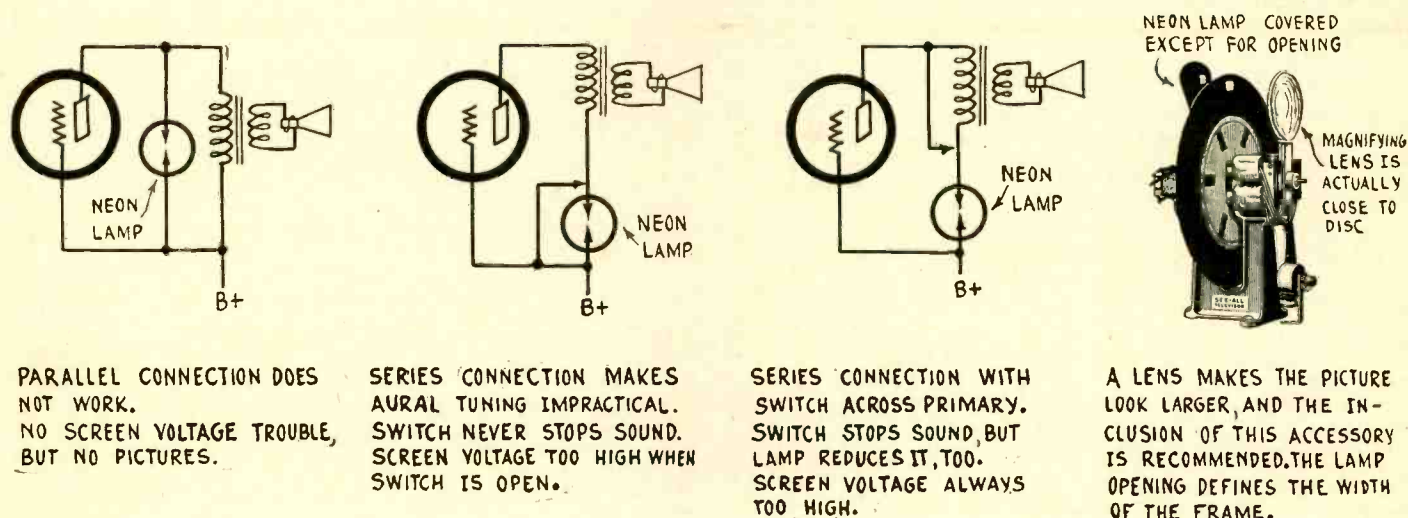 NEON
LAMP
B+
NEON
LAMP
B+
NEON
LAMP
B+
NEON LAMP COVERED
EXCEPT FOR OPENING
MAGNIFYING
LENS IS
ACTUALLY
CLOSE TO
DISC
SEE-ALL
TELEVISOR
PARALLEL CONNECTION DOES
NOT WORK.
NO SCREEN VOLTAGE TROUBLE,
BUT NO PICTURES.
SERIES CONNECTION MAKES
AURAL TUNING IMPRACTICAL.
SWITCH NEVER STOPS SOUND.
SCREEN VOLTAGE TOO HIGH WHEN
SWITCH IS OPEN.
SERIES CONNECTION WITH
SWITCH ACROSS PRIMARY.
SWITCH STOPS SOUND, BUT
LAMP REDUCES IT, TOO.
SCREEN VOLTAGE ALWAYS
TOO HIGH.
A LENS MAKES THE PICTURE
LOOK LARGER, AND THE IN-
CLUSION OF THIS ACCESSORY
IS RECOMMENDED. THE LAMP
OPENING DEFINES THE WIDTH
OF THE FRAME.